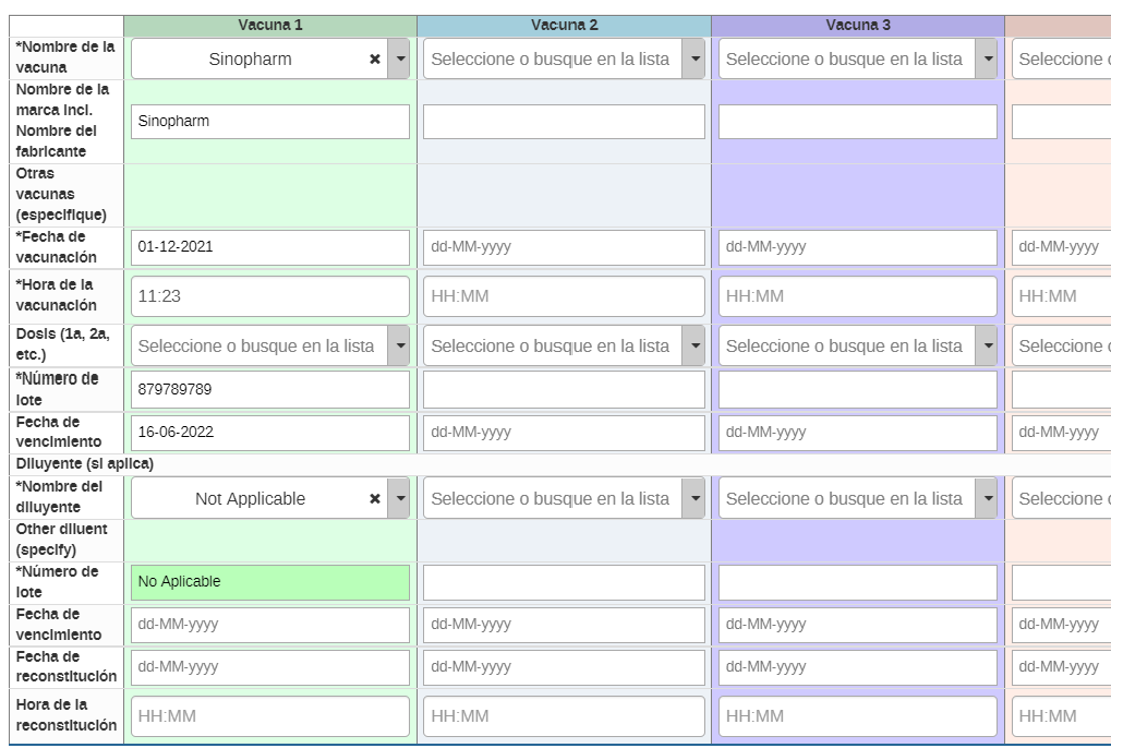 Vacuna 1 Vacuna 2 Vacuna 3
*Nombre de la
vacuna
Sinopharm ✖ Seleccione o busque en la lista Seleccione o busque en la lista Seleccione
Nombre de la
marca incl.
Nombre del
fabricante
Sinopharm
Otras
vacunas
(especifique)
*Fecha de
vacunación
01-12-2021 dd-MM-yyyy dd-MM-yyyy dd-MM-yyyy
*Hora de la
vacunación
11:23 HH:MM HH:MM HH:MM
Dosis (1a, 2a,
etc.)
Seleccione o busque en la lista Seleccione o busque en la lista Seleccione o busque en la lista Seleccione
*Número de
lote
879789789
Fecha de
vencimiento
16-06-2022 dd-MM-yyyy dd-MM-yyyy dd-MM-yyyy
Diluyente (si aplica)
*Nombre del
diluyente
Not Applicable ✖ Seleccione o busque en la lista Seleccione o busque en la lista Seleccione
Other diluent
(specify)
*Número de
lote
No Aplicable
Fecha de
vencimiento
dd-MM-yyyy dd-MM-yyyy dd-MM-yyyy dd-MM-yyyy
Fecha de
reconstitución
dd-MM-yyyy dd-MM-yyyy dd-MM-yyyy dd-MM-yyyy
Hora de la
reconstitución
HH:MM HH:MM HH:MM HH:MM